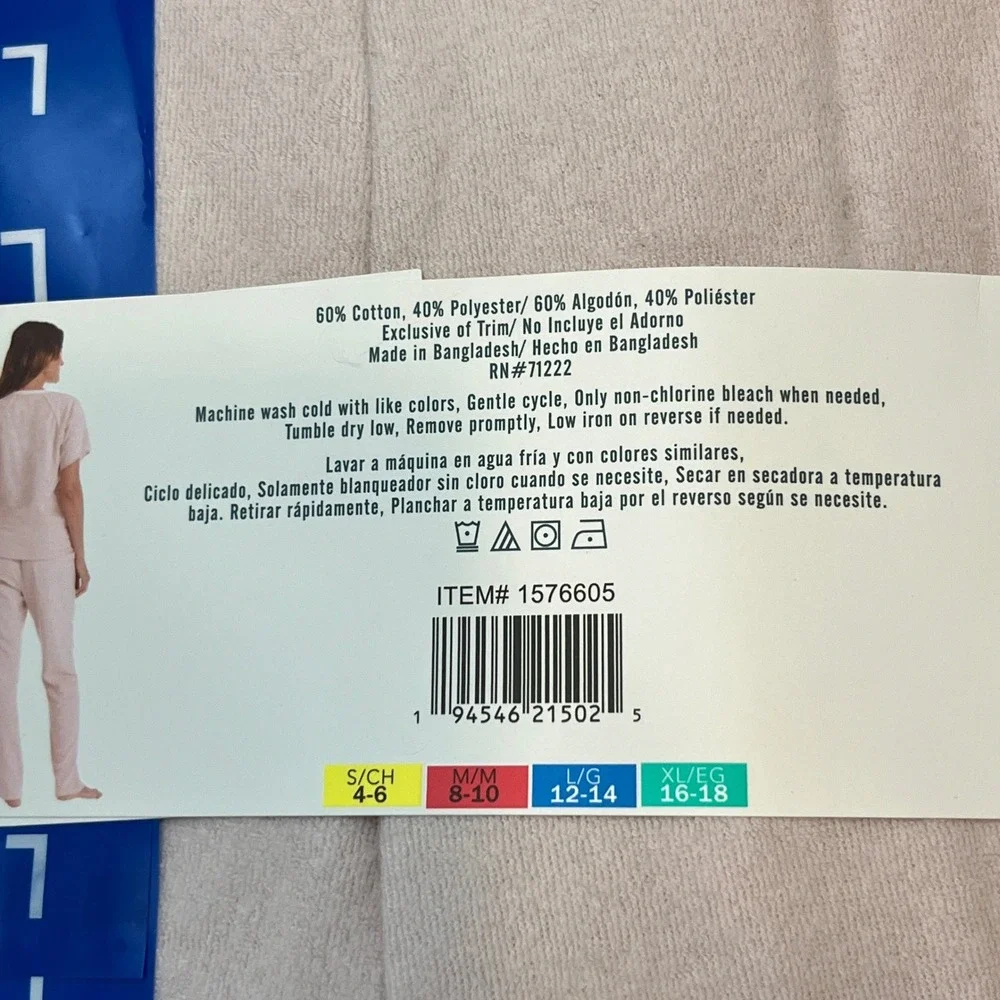 L
L
60% Cotton, 40% Polyester/ 60% Algodón, 40% Poliéster
Exclusive of Trim/ No Incluye el Adorno
Made in Bangladesh/ Hecho en Bangladesh
RN#71222
Machine wash cold with like colors, Gentle cycle, Only non-chlorine bleach when needed,
Tumble dry low, Remove promptly, Low iron on reverse if needed.
Lavar a máquina en agua fría y con colores similares,
Ciclo delicado, Solamente blanqueador sin cloro cuando se necesite, Secar en secadora a temperatura
baja. Retirar rápidamente, Planchar a temperatura baja por el reverso según se necesite.
ITEM# 1576605
1 94546 21502 5
S/CH
4-6
M/M
8-10
L/G
12-14
XL/EG
16-18
L